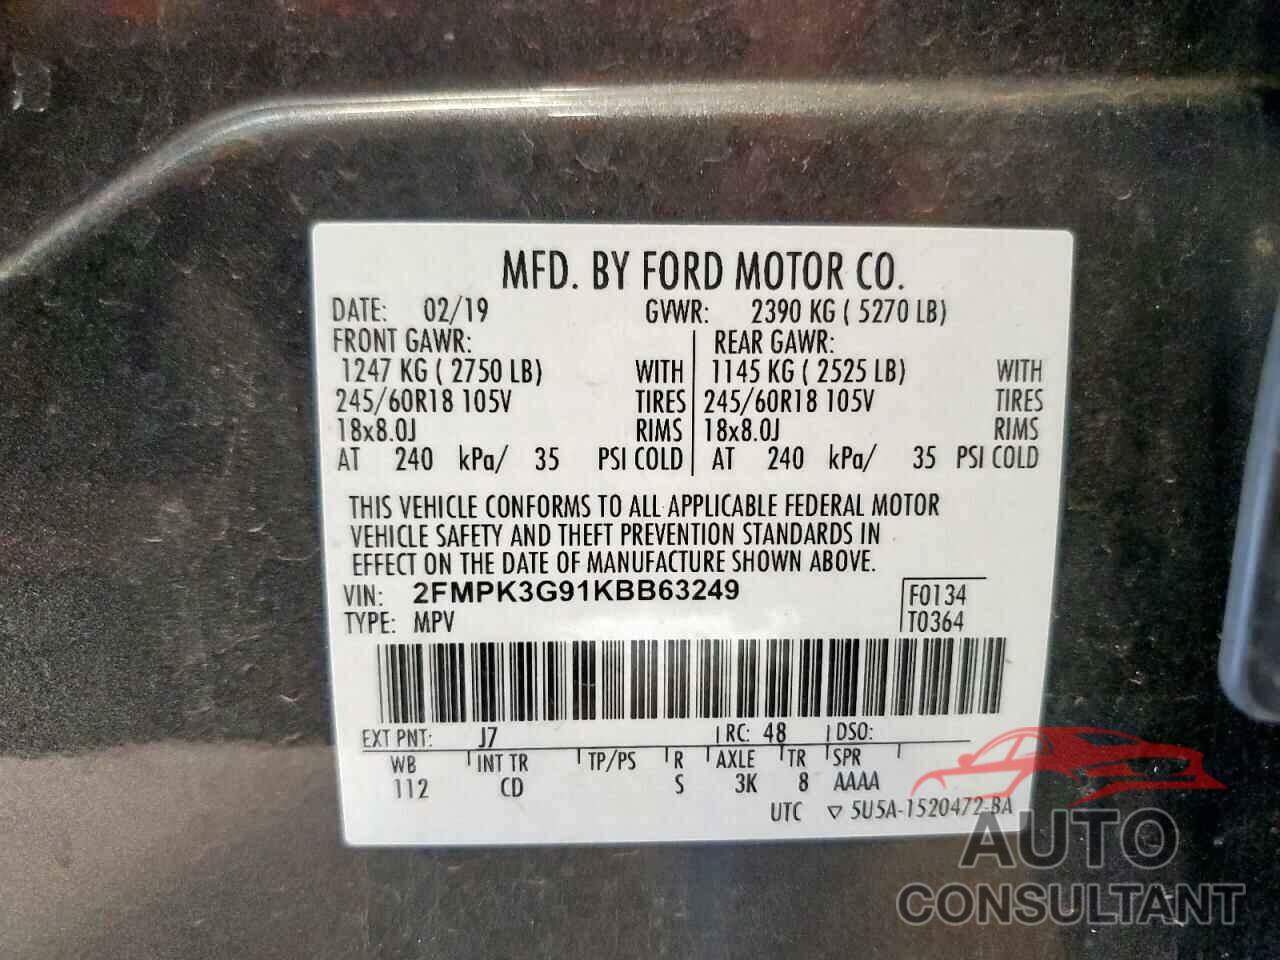 MFD. BY FORD MOTOR CO.
DATE: 02/19 GVWR: 2390 KG ( 5270 LB)
FRONT GAWR: REAR GAWR:
1247 KG ( 2750 LB) WITH 1145 KG ( 2525 LB) WITH
245/60R18 105V TIRES 245/60R18 105V TIRES
18x8.0J RIMS 18x8.0J RIMS
AT 240 kPa/ 35 PSI COLD AT 240 kPa/ 35 PSI COLD
THIS VEHICLE CONFORMS TO ALL APPLICABLE FEDERAL MOTOR
VEHICLE SAFETY AND THEFT PREVENTION STANDARDS IN
EFFECT ON THE DATE OF MANUFACTURE SHOWN ABOVE.
VIN: 2FMPK3G91KBB63249 F0134
TYPE: MPV T0364
EXT PNT: J7 RC: 48 DSO:
WB INT TR TP/PS R AXLE TR SPR
112 CD S 3K 8 AAAA
UTC ▽ 5U5A-1520472-BA
AUTO
CONSULTANT